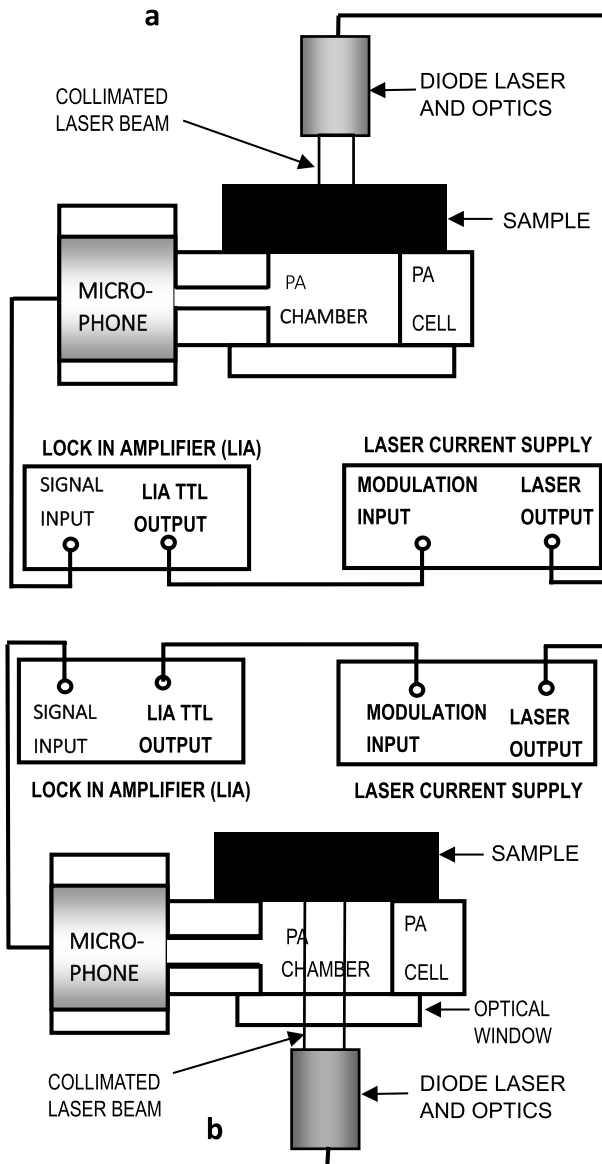 a
DIODE LASER
AND OPTICS
COLLIMATED
LASER BEAM
SAMPLE
MICRO-
PHONE
PA
CHAMBER
PA
CELL
LOCK IN AMPLIFIER (LIA)
SIGNAL
INPUT
LIA TTL
OUTPUT
LASER CURRENT SUPPLY
MODULATION
INPUT
LASER
OUTPUT
SIGNAL
INPUT
LIA TTL
OUTPUT
LOCK IN AMPLIFIER (LIA)
MODULATION
INPUT
LASER
OUTPUT
LASER CURRENT SUPPLY
SAMPLE
MICRO-
PHONE
PA
CHAMBER
PA
CELL
OPTICAL
WINDOW
COLLIMATED
LASER BEAM
DIODE LASER
AND OPTICS
b